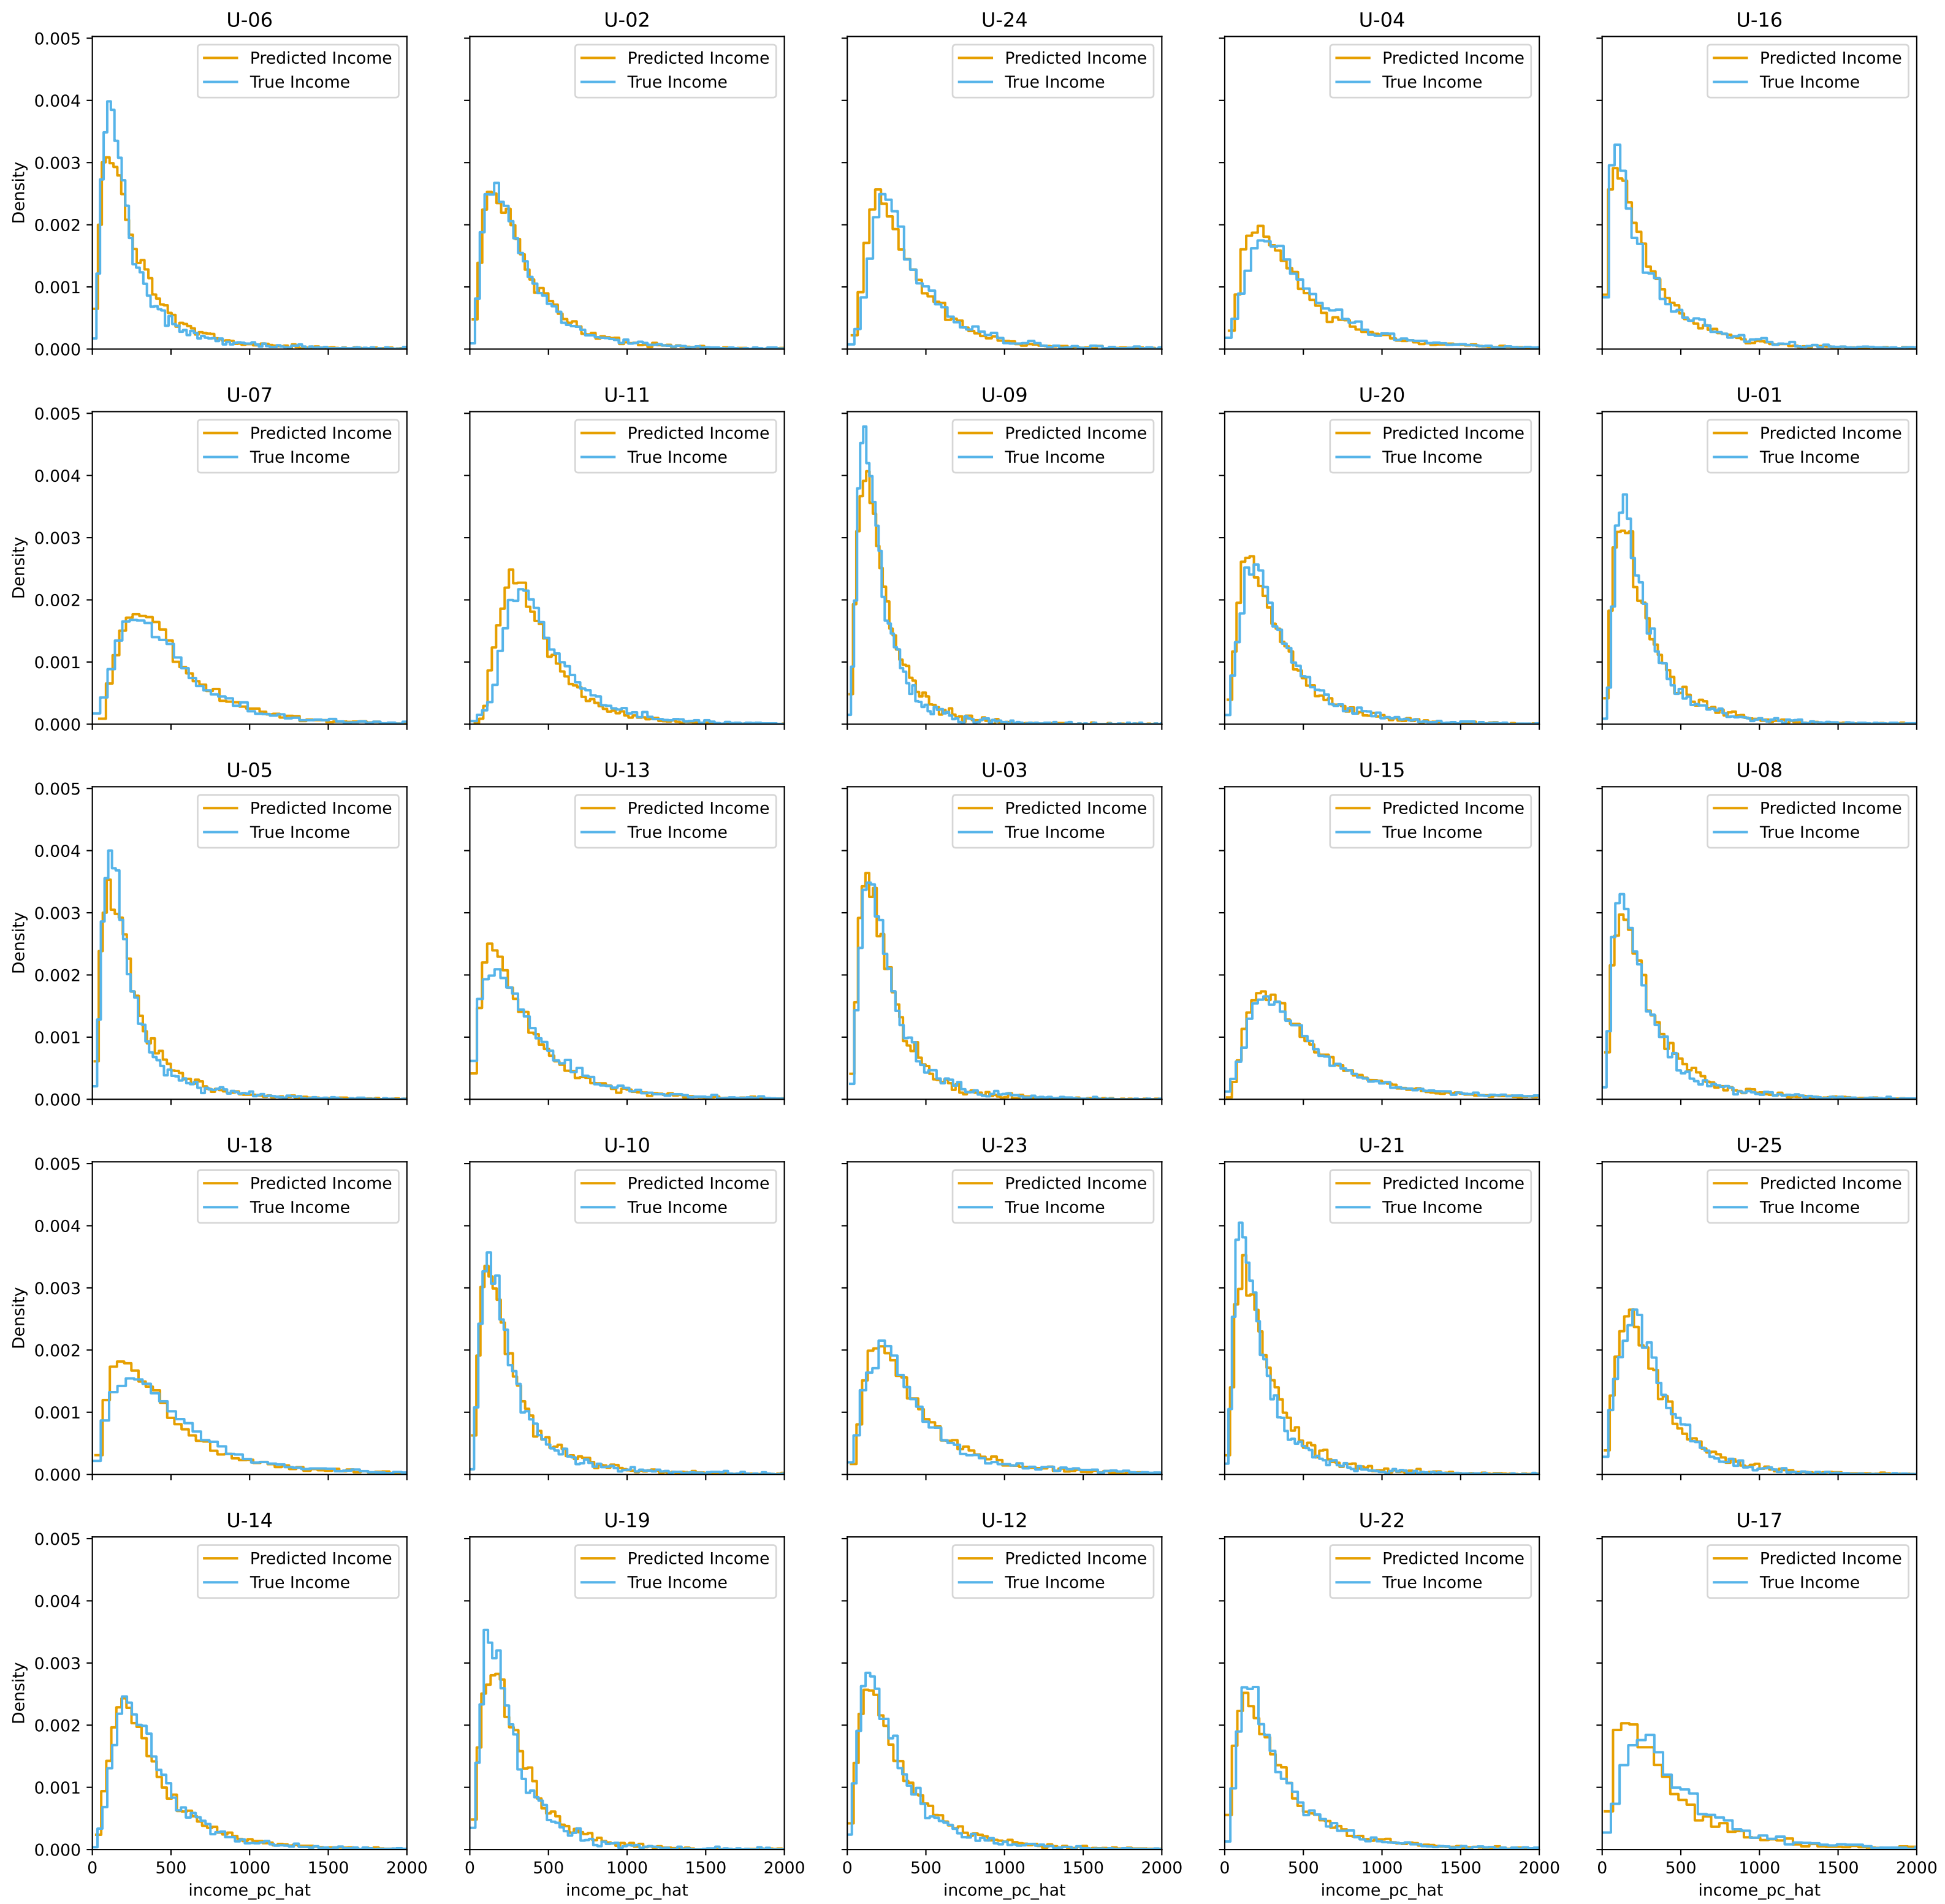 U-06 U-02 U-24 U-04 U-16
0.005
Predicted Income Predicted Income Predicted Income Predicted Income Predicted Income
True Income True Income True Income True Income True Income
0.004
0.003
Density
0.002
0.001
0.000
U-07 U-11 U-09 U-20 U-01
0.005
Predicted Income Predicted Income Predicted Income Predicted Income Predicted Income
True Income True Income True Income True Income True Income
0.004
0.003
Density
0.002
0.001
0.000
U-05 U-13 U-03 U-15 U-08
0.005
Predicted Income Predicted Income Predicted Income Predicted Income Predicted Income
True Income True Income True Income True Income True Income
0.004
0.003
Density
0.002
0.001
0.000
U-18 U-10 U-23 U-21 U-25
0.005
Predicted Income Predicted Income Predicted Income Predicted Income Predicted Income
True Income True Income True Income True Income True Income
0.004
0.003
Density
0.002
0.001
0.000
U-14 U-19 U-12 U-22 U-17
0.005
Predicted Income Predicted Income Predicted Income Predicted Income Predicted Income
True Income True Income True Income True Income True Income
0.004
0.003
Density
0.002
0.001
0.000
0 500 1000 1500 2000 0 500 1000 1500 2000 0 500 1000 1500 2000 0 500 1000 1500 2000 0 500 1000 1500 2000
income_pc_hat income_pc_hat income_pc_hat income_pc_hat income_pc_hat